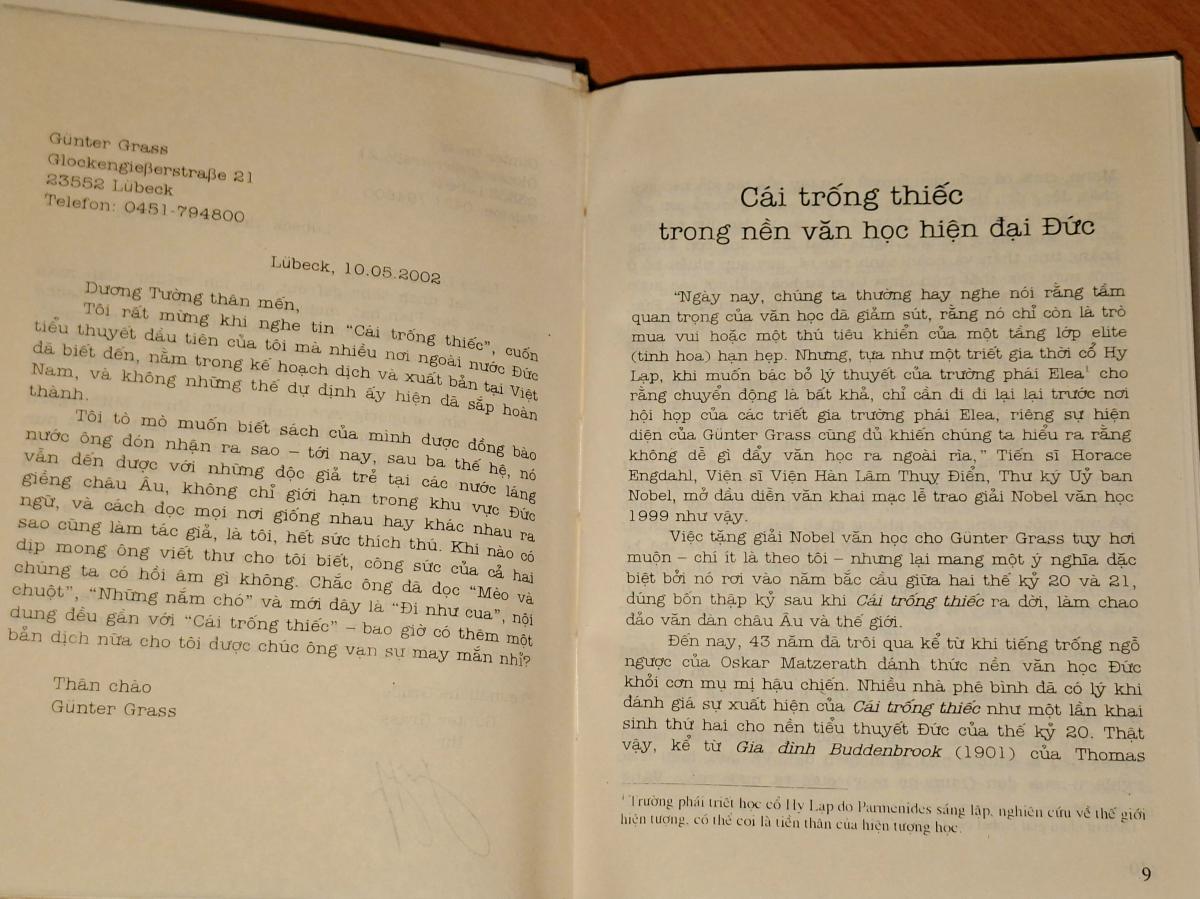 Günter Grass
Glockengießerstraße 21
23552 Lübeck
Telefon: 0451-794800
Lübeck, 10.05.2002
Dương Tường thân mến,
Tôi rất mừng khi nghe tin “Cái trống thiếc”, cuốn
tiểu thuyết đầu tiên của tôi mà nhiều nơi ngoài nước Đức
đã biết đến, nằm trong kế hoạch dịch và xuất bản tại Việt
Nam, và không những thế dự định ấy hiện đã sắp hoàn
thành.
Tôi tò mò muốn biết sách của mình được đồng bào
nước ông đón nhận ra sao – tới nay, sau ba thế hệ, nó
vẫn đến được với những độc giả trẻ tại các nước láng
giềng châu Âu, không chỉ giới hạn trong khu vực Đức
ngữ, và cách đọc mọi nơi giống nhau hay khác nhau ra
sao cũng làm tác giả, là tôi, hết sức thích thú. Khi nào có
dịp mong ông viết thư cho tôi biết, công sức của cả hai
chúng ta có hồi âm gì không. Chắc ông đã đọc “Mèo và
chuột”, “Những năm chó” và mới đây là “Đi như cua”, nội
dung đều gần với “Cái trống thiếc” – bao giờ có thêm một
bản dịch nữa cho tôi được chúc ông vạn sự may mắn nhỉ?
Thân chào
Günter Grass
Cái trống thiếc
trong nền văn học hiện đại Đức
“Ngày nay, chúng ta thường hay nghe nói rằng tầm
quan trọng của văn học đã giảm sút, rằng nó chỉ còn là trò
mua vui hoặc một thú tiêu khiển của một tầng lớp elite
(tinh hoa) hạn hẹp. Nhưng, tựa như một triết gia thời cổ Hy
Lạp, khi muốn bác bỏ lý thuyết của trường phái Elea¹ cho
rằng chuyển động là bất khả, chỉ cần đi đi lại lại trước nơi
hội họp của các triết gia trường phái Elea, riêng sự hiện
diện của Günter Grass cũng đủ khiến chúng ta hiểu ra rằng
không dễ gì đẩy văn học ra ngoài rìa,” Tiến sĩ Horace
Engdahl, Viện sĩ Viện Hàn Lâm Thụy Điển, Thư ký Uỷ ban
Nobel, mở đầu diễn văn khai mạc lễ trao giải Nobel văn học
1999 như vậy.
Việc tặng giải Nobel văn học cho Günter Grass tuy hơi
muộn – chí ít là theo tôi – nhưng lại mang một ý nghĩa đặc
biệt bởi nó rơi vào năm bắc cầu giữa hai thế kỷ 20 và 21,
đúng bốn thập kỷ sau khi Cái trống thiếc ra đời, làm chao
đảo văn đàn châu Âu và thế giới.
Đến nay, 43 năm đã trôi qua kể từ khi tiếng trống ngỗ
ngược của Oskar Matzerath đánh thức nền văn học Đức
khỏi cơn mụ mị hậu chiến. Nhiều nhà phê bình đã có lý khi
đánh giá sự xuất hiện của Cái trống thiếc như một lần khai
sinh thứ hai cho nền tiểu thuyết Đức của thế kỷ 20. Thật
vậy, kể từ Gia đình Buddenbrook (1901) của Thomas
¹ Trường phái triết học cổ Hy Lạp do Parmenides sáng lập, nghiên cứu về thế giới
hiện tượng, có thể coi là tiền thân của hiện tượng học.
9